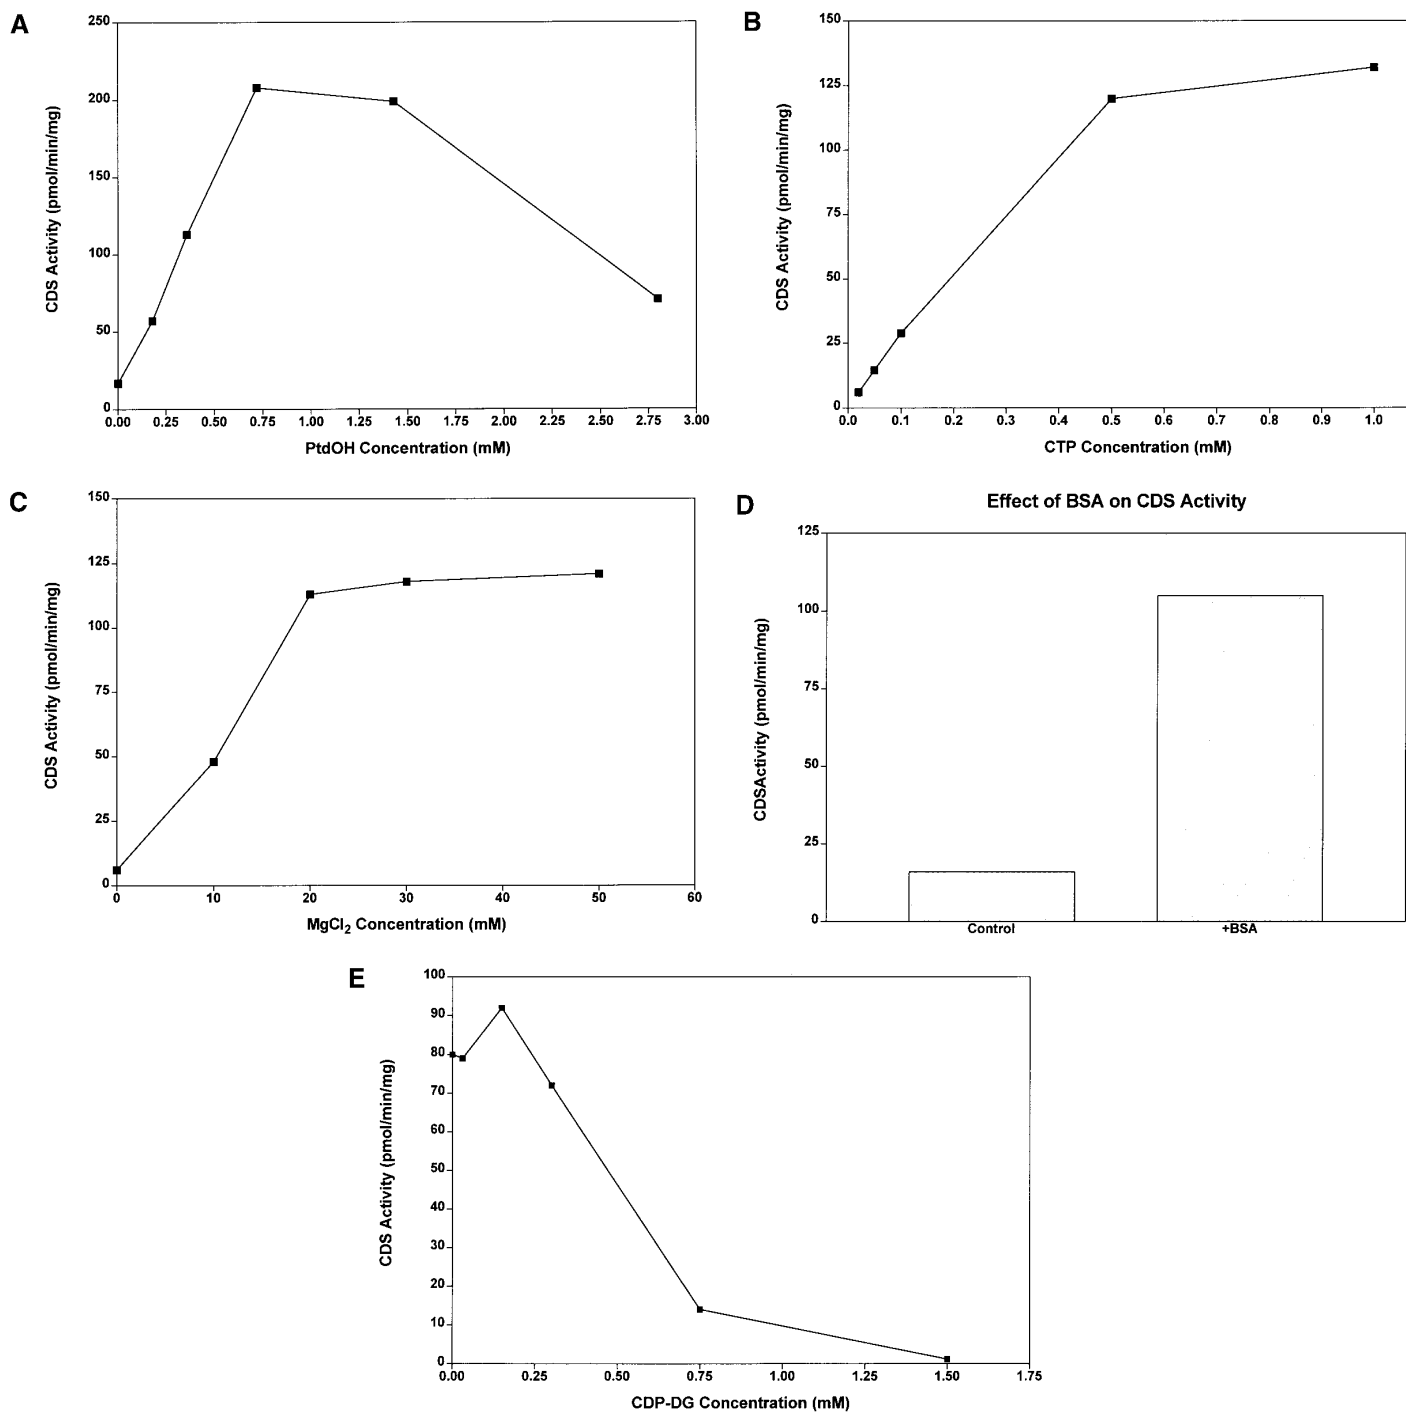 A
250
200
150
100
50
0
0.00 0.25 0.50 0.75 1.00 1.25 1.50 1.75 2.00 2.25 2.50 2.75 3.00
CDS Activity (pmol/min/mg)
PtdOH Concentration (mM)
B
150
125
100
75
50
25
0
0.0 0.1 0.2 0.3 0.4 0.5 0.6 0.7 0.8 0.9 1.0
CDS Activity (pmol/min/mg)
CTP Concentration (mM)
C
150
125
100
75
50
25
0
0 10 20 30 40 50 60
CDS Activity (pmol/min/mg)
MgCl₂ Concentration (mM)
D
Effect of BSA on CDS Activity
125
100
75
50
25
0
Control +BSA
CDSActivity (pmol/min/mg)
E
100
90
80
70
60
50
40
30
20
10
0
0.00 0.25 0.50 0.75 1.00 1.25 1.50 1.75
CDS Activity (pmol/min/mg)
CDP-DG Concentration (mM)